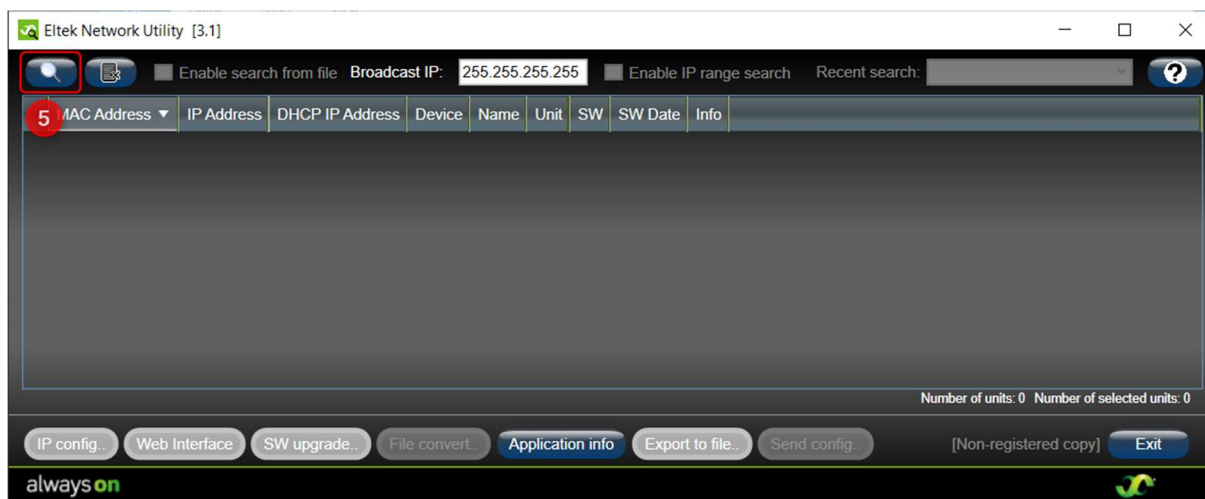 Eltek Network Utility [3.1]
Enable search from file Broadcast IP: 255.255.255.255 Enable IP range search Recent search: ?
5 MAC Address ▼ IP Address DHCP IP Address Device Name Unit SW SW Date Info
Number of units: 0 Number of selected units: 0
IP config.. Web Interface SW upgrade.. File convert.. Application info Export to file.. Send config.. [Non-registered copy] Exit
always on